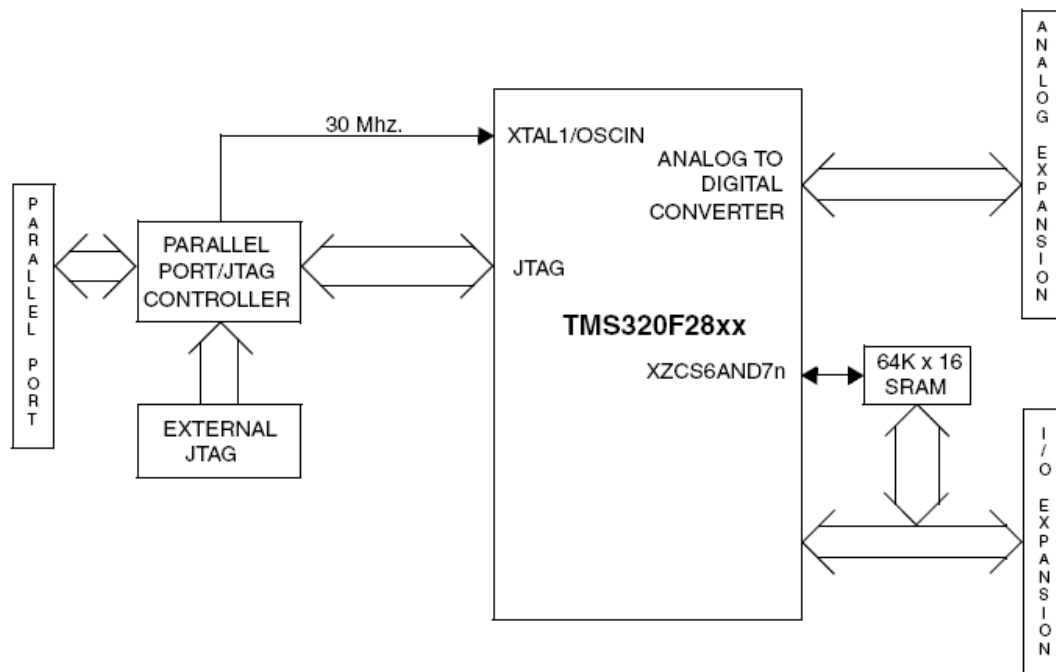 PARALLEL PORT
30 Mhz.
PARALLEL
PORT/JTAG
CONTROLLER
EXTERNAL
JTAG
XTAL1/OSCIN
ANALOG TO
DIGITAL
CONVERTER
JTAG
TMS320F28xx
XZCS6AND7n
64K x 16
SRAM
ANALOG EXPANSION
I/O EXPANSION